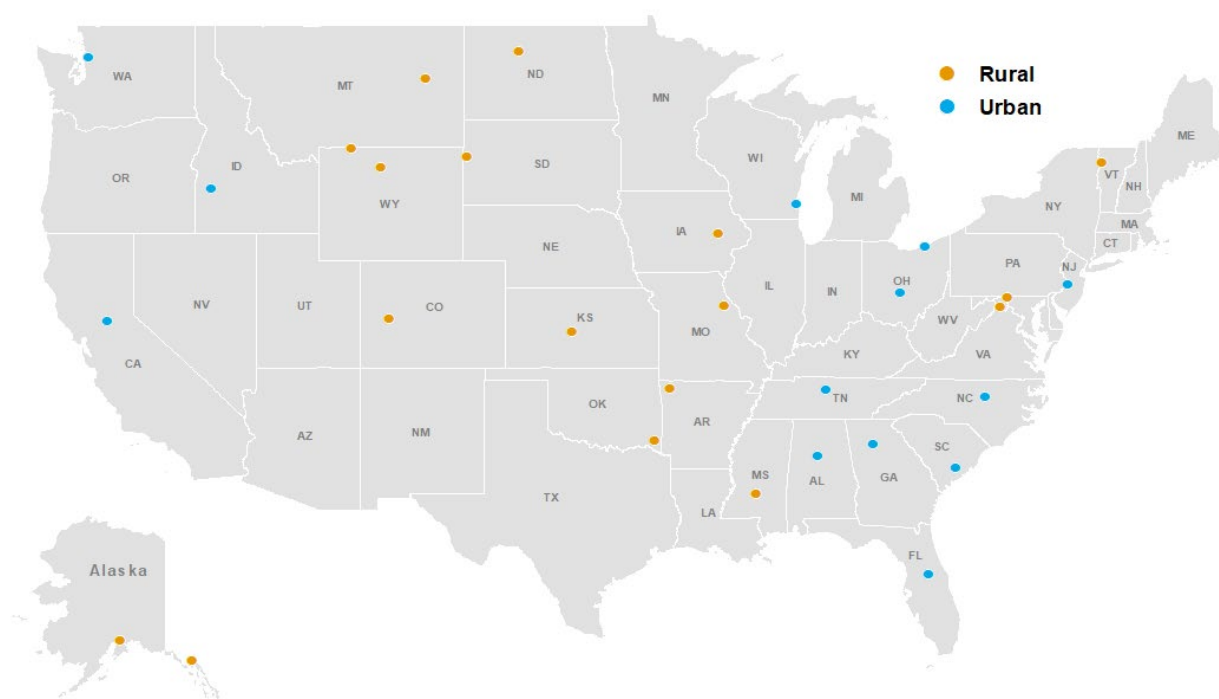 Rural
Urban
WA
MT
ND
MN
ME
OR
ID
SD
WI
MI
VT
NH
NY
WY
MA
CT
IA
NE
PA
NJ
NV
UT
CO
IL
IN
OH
KS
MO
WV
VA
CA
KY
OK
TN
NC
AZ
NM
AR
SC
MS
AL
GA
TX
LA
FL
Alaska